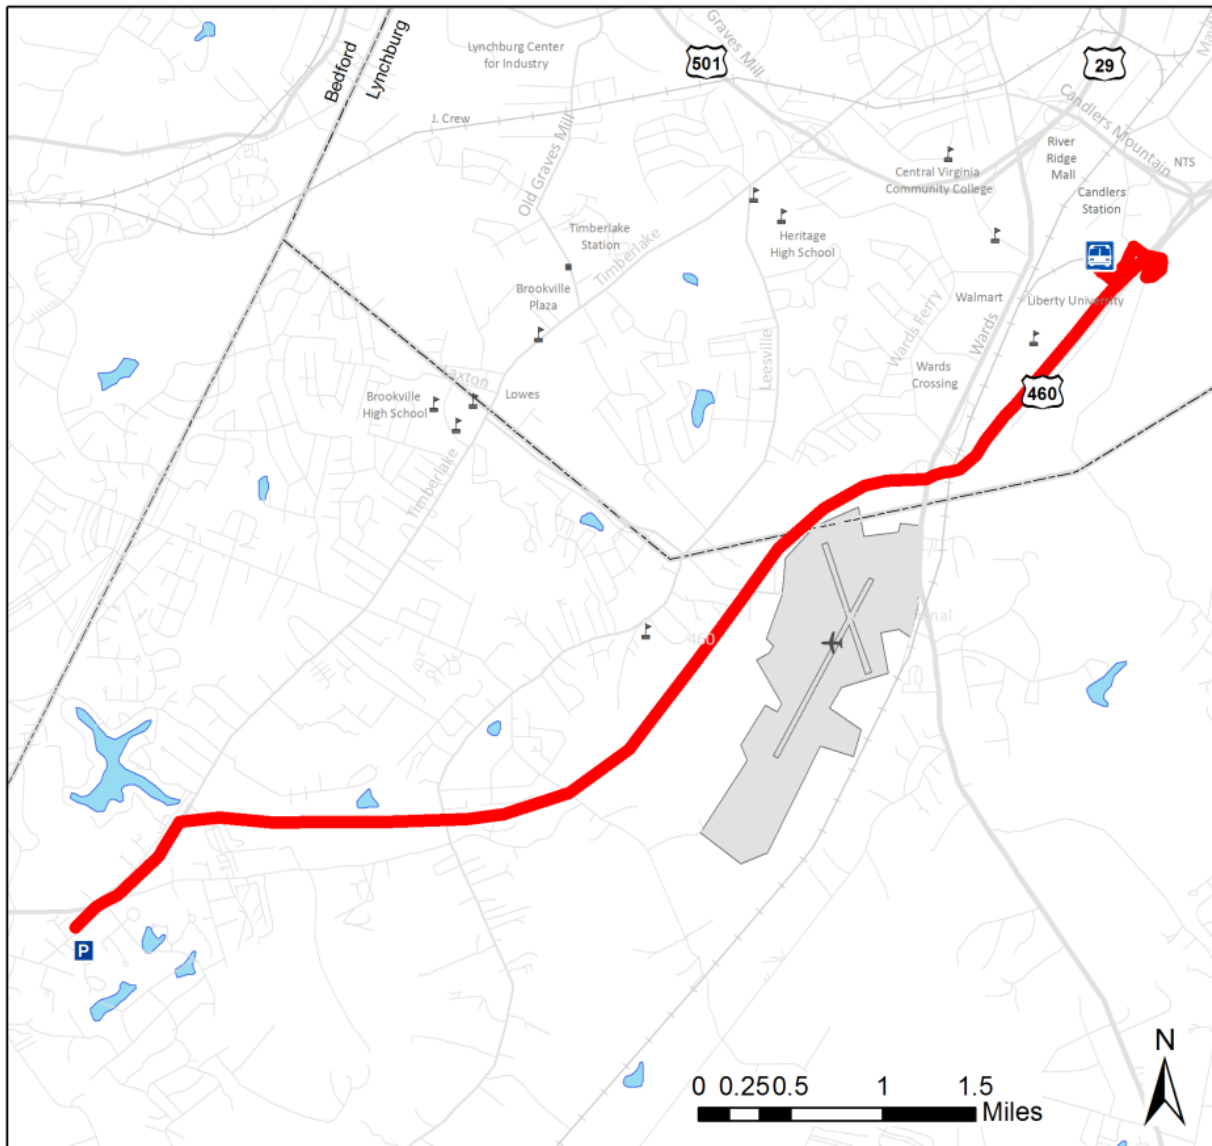 Bedford
Lynchburg
Lynchburg Center
for Industry
501
Graves Mill
29
Candlers Mountain
J. Crew
River
Ridge
Mall
NTS
Central Virginia
Community College
Candlers
Station
Old Graves Mill
Timberlake
Station
Timberlake
Heritage
High School
Brookville
Plaza
Walmart
Liberty University
Wards Ferry
Wards
Leesville
Wards
Crossing
460
Brookville
High School
Lowes
Timberlake
460
P
N
0 0.25 0.5 1 1.5
Miles